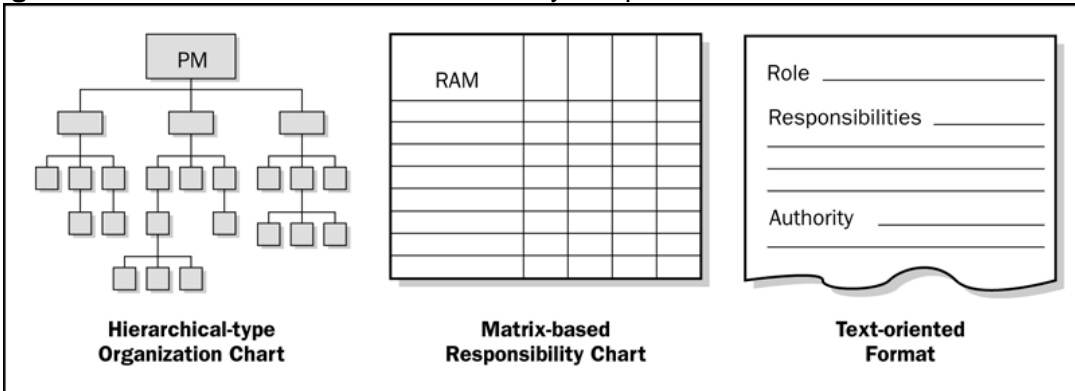 PM
RAM
Role
Responsibilities
Authority
Hierarchical-type
Organization Chart
Matrix-based
Responsibility Chart
Text-oriented
Format